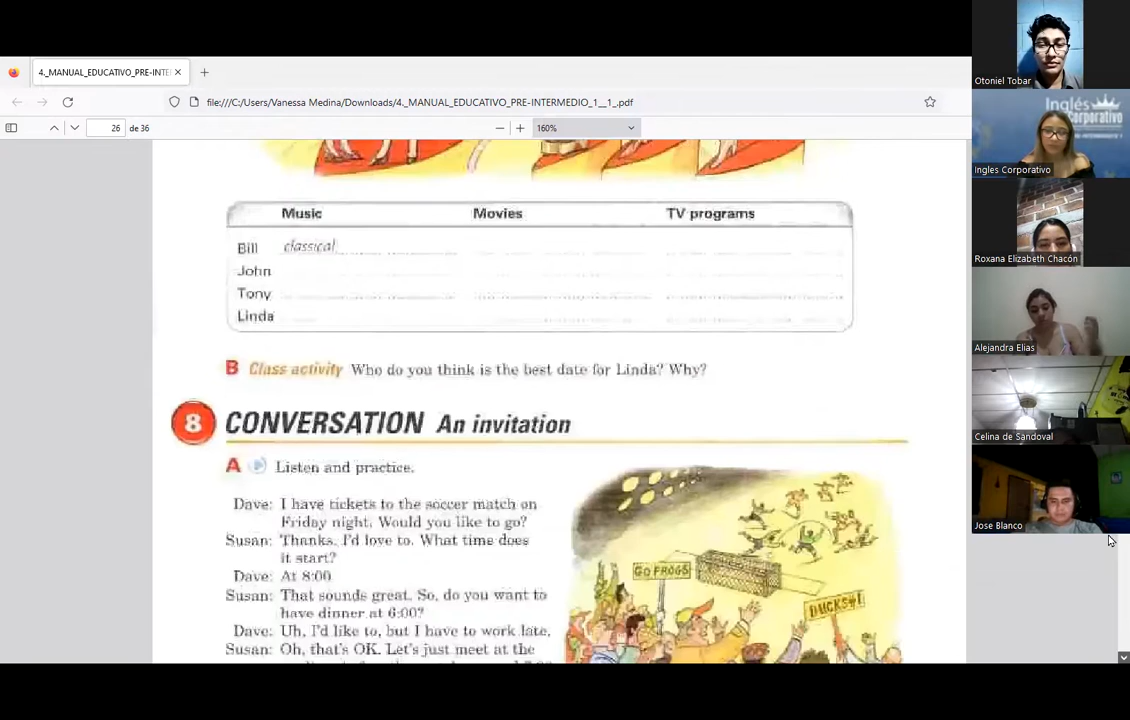 4._MANUAL_EDUCATIVO_PRE-INTE
file:///C:/Users/Vanessa Medina/Downloads/4._MANUAL_EDUCATIVO_PRE-INTERMEDIO_1__1_.pdf
26 de 36
160%
Music Movies TV programs
Bill classical
John
Tony
Linda
B Class activity Who do you think is the best date for Linda? Why?
8 CONVERSATION An invitation
A Listen and practice.
Dave: I have tickets to the soccer match on
Friday night. Would you like to go?
Susan: Thanks. I'd love to. What time does
it start?
Dave: At 8:00
Susan: That sounds great. So, do you want to
have dinner at 6:00?
Dave: Uh, I'd like to, but I have to work late.
Susan: Oh, that's OK. Let's just meet at the
GO FROGS
DUCKS #1
Otoniel Tobar
Inglés
Corporativo
Ingles Corporativo
Roxana Elizabeth Chacón
Alejandra Elias
Celina de Sandoval
Jose Blanco